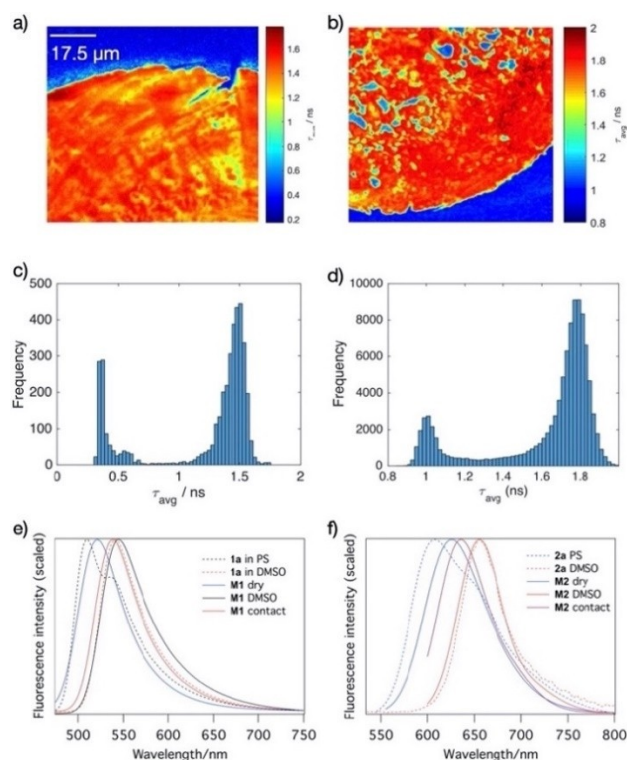 a)
17.5 μm
1.6
1.4
1.2
1
0.8
0.6
0.4
0.2
/ ns
b)
2
1.8
1.6
1.4
1.2
1
0.8
τavg / ns
c)
500
400
300
200
100
0
Frequency
0
0.5
1
1.5
2
τavg / ns
d)
10000
8000
6000
4000
2000
0
Frequency
0.8
1
1.2
1.4
1.6
1.8
τavg (ns)
e)
Fluorescence intensity (scaled)
1a in PS
1a in DMSO
M1 dry
M1 DMSO
M1 contact
500 550 600 650 700 750
Wavelength/nm
f)
Fluorescence intensity (scaled)
2a PS
2a DMSO
M2 dry
M2 DMSO
M2 contact
550 600 650 700 750 800
Wavelength/nm